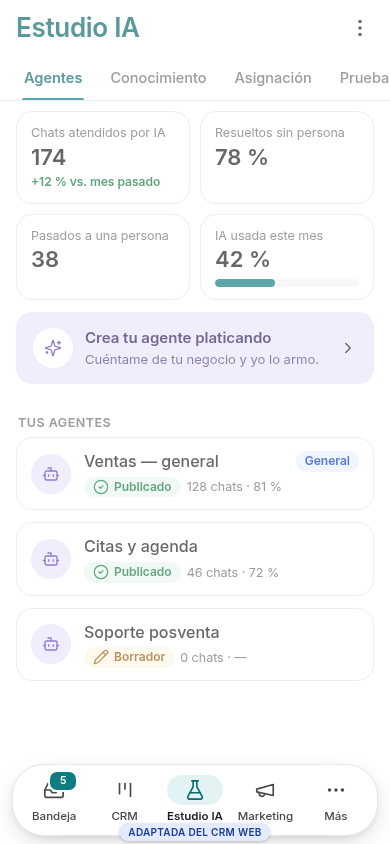 Estudio IA
Agentes Conocimiento Asignación Prueba
Chats atendidos por IA
174
+12 % vs. mes pasado
Resueltos sin persona
78 %
Pasados a una persona
38
IA usada este mes
42 %
Crea tu agente platicando
Cuéntame de tu negocio y yo lo armo.
TUS AGENTES
Ventas — general
General
Publicado 128 chats · 81 %
Citas y agenda
Publicado 46 chats · 72 %
Soporte posventa
Borrador 0 chats · —
5
Bandeja CRM Estudio IA Marketing Más
ADAPTADA DEL CRM WEB